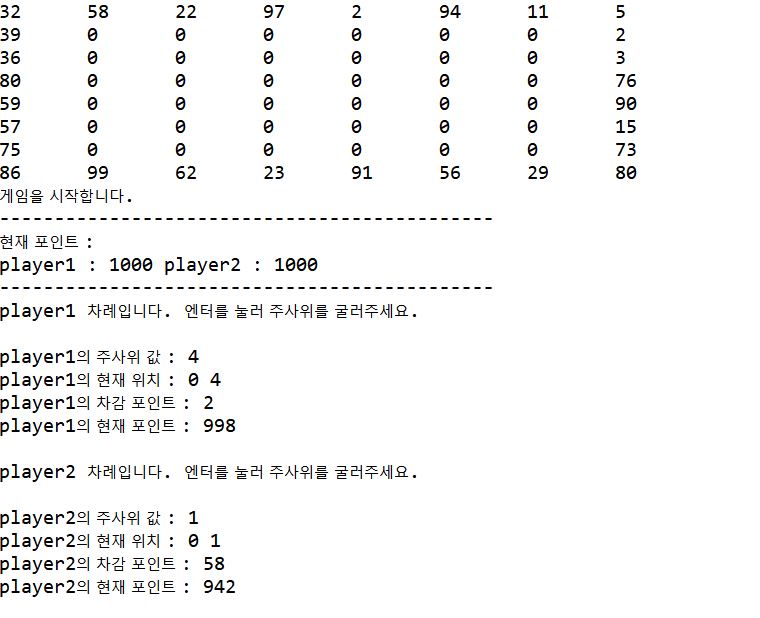 32 58 22 97 2 94 11 5
39 0 0 0 0 0 0 2
36 0 0 0 0 0 0 3
80 0 0 0 0 0 0 76
59 0 0 0 0 0 0 90
57 0 0 0 0 0 0 15
75 0 0 0 0 0 0 73
86 99 62 23 91 56 29 80
게임을 시작합니다.
---------------------------------------------
현재 포인트 :
player1 : 1000 player2 : 1000
---------------------------------------------
player1 차례입니다. 엔터를 눌러 주사위를 굴러주세요.
player1의 주사위 값 : 4
player1의 현재 위치 : 0 4
player1의 차감 포인트 : 2
player1의 현재 포인트 : 998
player2 차례입니다. 엔터를 눌러 주사위를 굴러주세요.
player2의 주사위 값 : 1
player2의 현재 위치 : 0 1
player2의 차감 포인트 : 58
player2의 현재 포인트 : 942